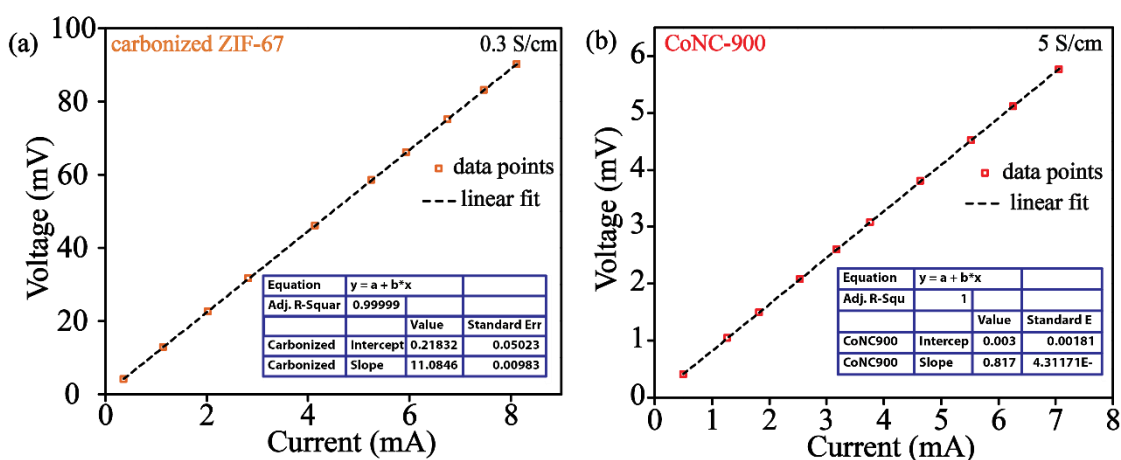 (a)
carbonized ZIF-67
0.3 S/cm
100
80
60
40
20
0
Voltage (mV)
data points
linear fit
Equation y = a + b*x
Adj. R-Squar 0.99999
Value Standard Err
Carbonized Intercept 0.21832 0.05023
Carbonized Slope 11.0846 0.00983
0 2 4 6 8
Current (mA)
(b)
CoNC-900
5 S/cm
6
5
4
3
2
1
0
Voltage (mV)
data points
linear fit
Equation y = a + b*x
Adj. R-Squ 1
Value Standard E
CoNC900 Intercep 0.003 0.00181
CoNC900 Slope 0.817 4.31171E-
0 1 2 3 4 5 6 7 8
Current (mA)